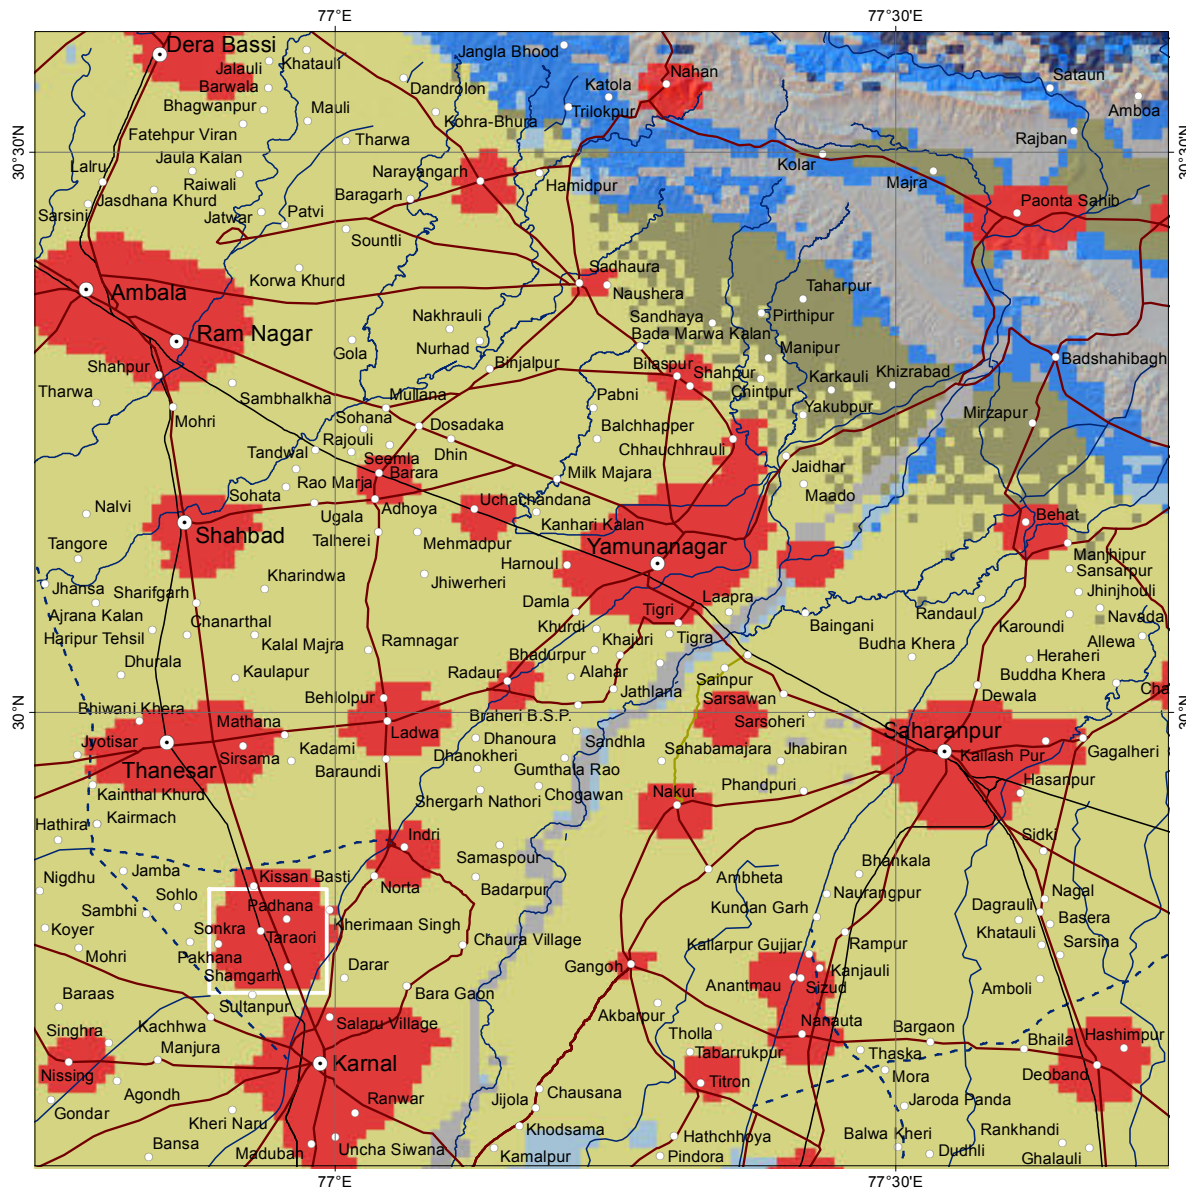 77°E
77°30'E
Dera Bassi
Jangla Bhood
Khatauli
Jalauli
Nahan
Sataun
Katola
Barwala
Dandrolon
Bhagwanpur
Mauli
Trilokpur
Amboa
Kohra-Bhura
Fatehpur Viran
Tharwa
Rajban
30°30'N
30°30'N
Jaula Kalan
Kolar
Lalru
Narayangarh
Raiwali
Majra
Hamidpur
Baragarh
Jasdhana Khurd
Paonta Sahib
Sarsini
Jatwar
Patvi
Sountli
Sadhaura
Korwa Khurd
Taharpur
Ambala
Naushera
Nakhrauli
Sandhaya
Pirthipur
Ram Nagar
Bada Marwa Kalan
Gola
Nurhad
Manipur
Badshahibagh
Shahpur
Binjalpur
Bilaspur
Shahpur
Khizrabad
Karkauli
Tharwa
Mullana
Pabni
Chintpur
Sambhalkha
Yakubpur
Mirzapur
Mohri
Sohana
Dosadaka
Balchhapper
Rajouli
Chhauchhrauli
Tandwal
Dhin
Seemla
Barara
Milk Majara
Jaidhar
Rao Marja
Sohata
Maado
Nalvi
Uchachandana
Adhoya
Behat
Ugala
Kanhari Kalan
Shahbad
Talherei
Mehmadpur
Yamunanagar
Tangore
Manjhipur
Harnoul
Sansarpur
Kharindwa
Jhiwerheri
Jhansa
Sharifgarh
Jhinjhouli
Laapra
Damla
Tigri
Randaul
Ajrana Kalan
Navada
Chanarthal
Khurdi
Baingani
Karoundi
Haripur Tehsil
Kalal Majra
Ramnagar
Khajuri
Tigra
Allewa
Budha Khera
Bhadurpur
Dhurala
Heraheri
Kaulapur
Radaur
Alahar
Sainpur
Buddha Khera
Behlolpur
Jathlana
Sarsawan
Dewala
Cha
Bhiwani Khera
30°N
30°N
Mathana
Braheri B.S.P.
Sarsoheri
Ladwa
Saharanpur
Jyotisar
Kadami
Dhanoura
Sandhla
Sahabamajara
Jhabiran
Gagalheri
Sirsama
Dhanokheri
Kailash Pur
Thanesar
Baraundi
Gumthala Rao
Phandpuri
Hasanpur
Kainthal Khurd
Shergarh Nathori
Chogawan
Nakur
Kairmach
Hathira
Indri
Sidki
Samaspour
Bhankala
Jamba
Kissan Basti
Ambheta
Nigdhu
Norta
Badarpur
Sohlo
Naurangpur
Nagal
Padhana
Kundan Garh
Dagrauli
Sambhi
Kherimaan Singh
Basera
Koyer
Sonkra
Khatauli
Taraori
Chaura Village
Kallarpur Gujjar
Rampur
Sarsina
Mohri
Pakhana
Darar
Gangoh
Kanjauli
Shamgarh
Anantmau
Sizud
Amboli
Baraas
Bara Gaon
Sultanpur
Akbarpur
Nanauta
Singhra
Kachhwa
Salaru Village
Bargaon
Hashimpur
Tholla
Bhaila
Manjura
Tabarrukpur
Thaska
Karnal
Nissing
Mora
Deoband
Titron
Agondh
Chausana
Ranwar
Jijola
Jaroda Panda
Gondar
Kheri Naru
Khodsama
Balwa Kheri
Rankhandi
Hathchhoya
Bansa
Uncha Siwana
Dudhli
Madubah
Kamalpur
Pindora
Ghalauli
77°E
77°30'E